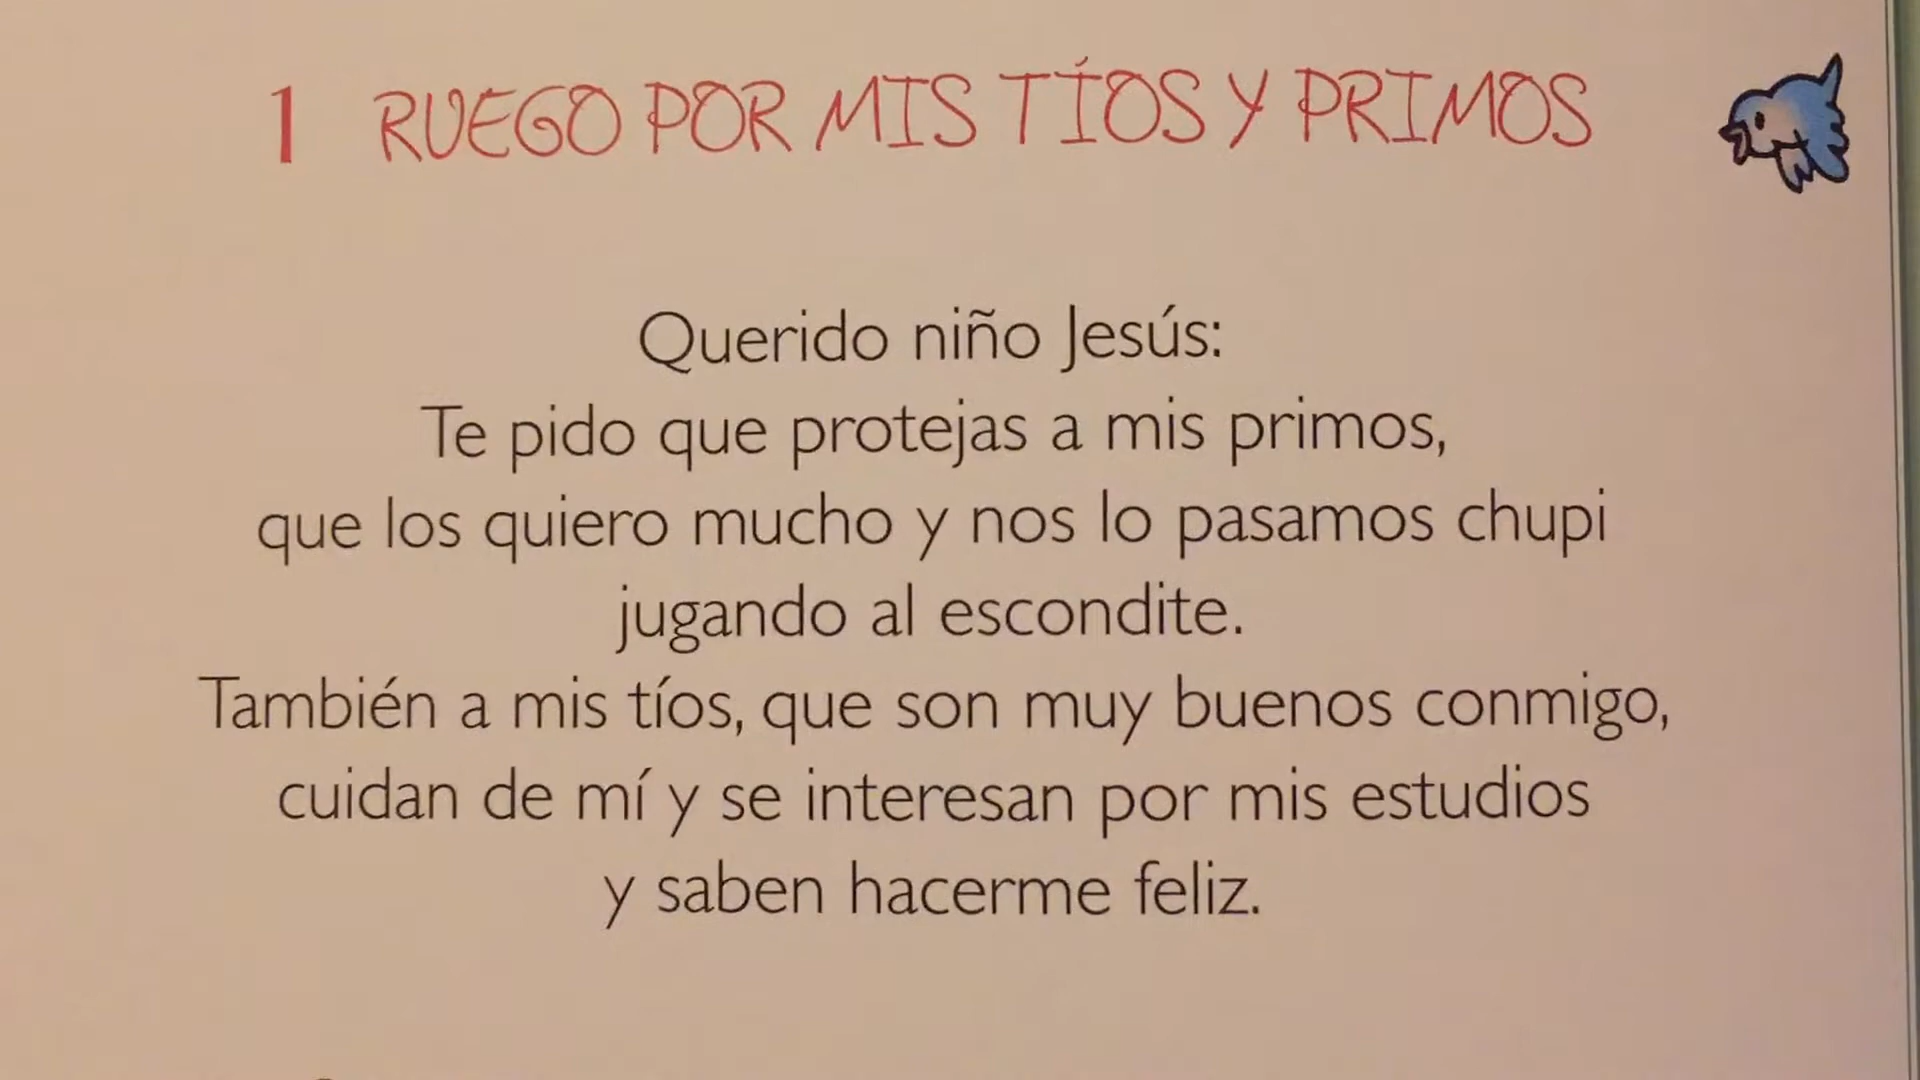 1 RUEGO POR MIS TÍOS Y PRIMOS
Querido niño Jesús:
Te pido que protejas a mis primos,
que los quiero mucho y nos lo pasamos chupi
jugando al escondite.
También a mis tíos, que son muy buenos conmigo,
cuidan de mí y se interesan por mis estudios
y saben hacerme feliz.